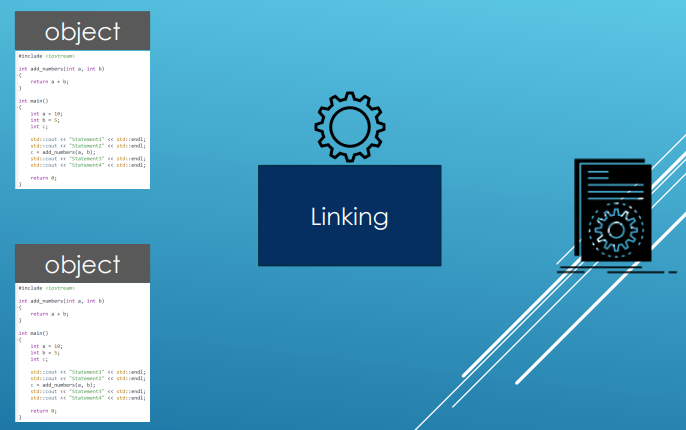 object
#include <iostream>
int add_numbers(int a, int b)
{
return a + b;
}
int main()
{
int a = 10;
int b = 5;
int c;
std::cout << "Statement1" << std::endl;
std::cout << "Statement2" << std::endl;
c = add_numbers(a, b);
std::cout << "Statement3" << std::endl;
std::cout << "Statement4" << std::endl;
return 0;
}
Linking
object
#include <iostream>
int add_numbers(int a, int b)
{
return a + b;
}
int main()
{
int a = 10;
int b = 5;
int c;
std::cout << "Statement1" << std::endl;
std::cout << "Statement2" << std::endl;
c = add_numbers(a, b);
std::cout << "Statement3" << std::endl;
std::cout << "Statement4" << std::endl;
return 0;
}